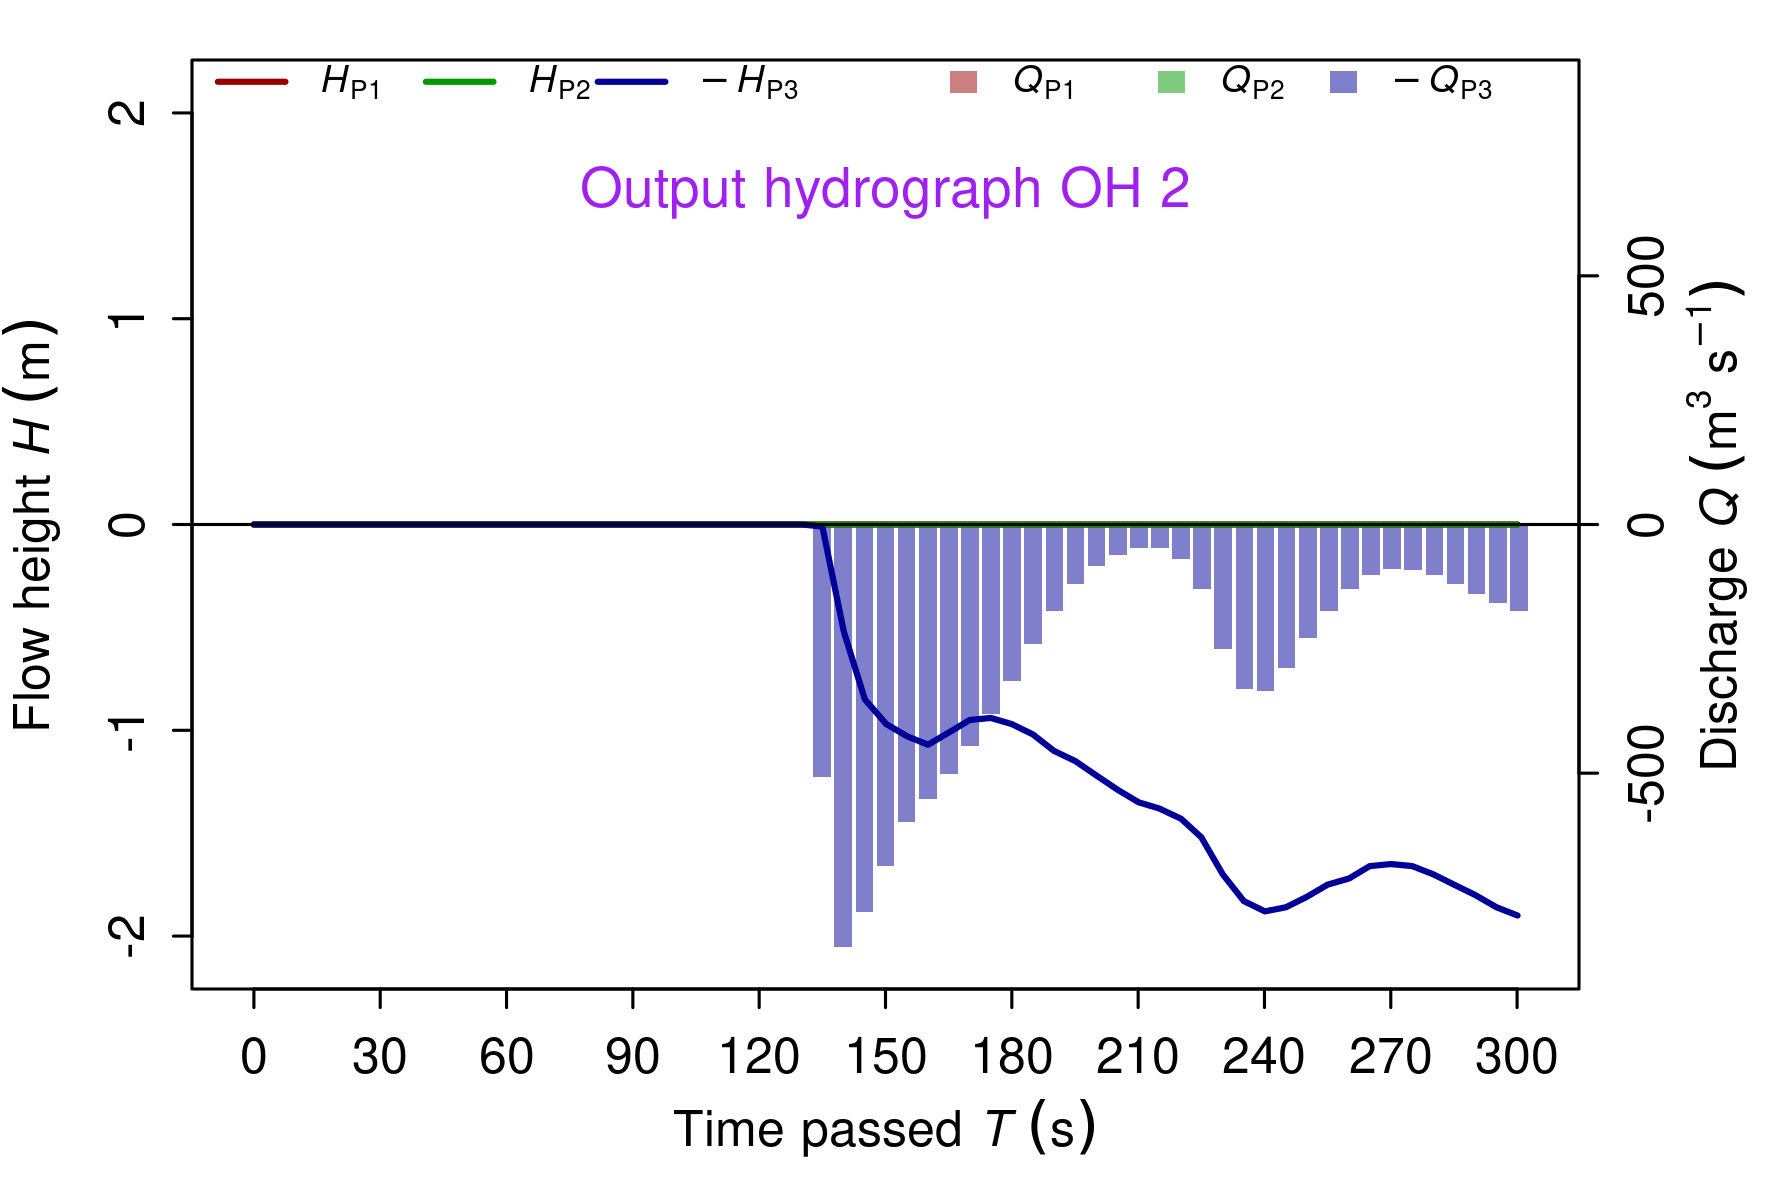 H_P1 H_P2 −H_P3 Q_P1 Q_P2 −Q_P3
Output hydrograph OH 2
Flow height H (m)
2
1
0
-1
-2
500
0
-500
Discharge Q (m³ s⁻¹)
0 30 60 90 120 150 180 210 240 270 300
Time passed T (s)